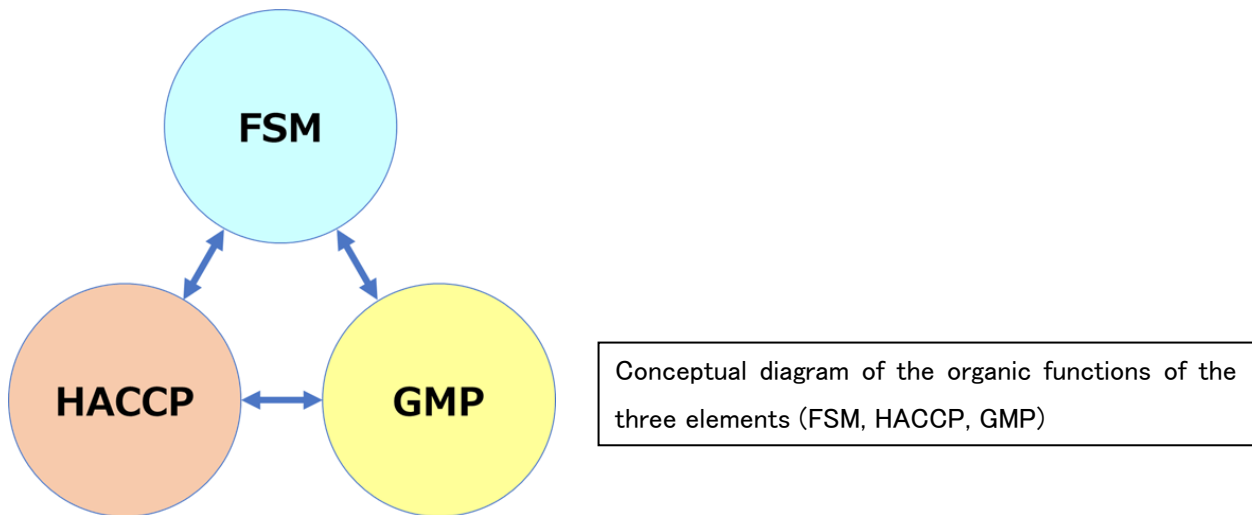 FSM
HACCP
GMP
Conceptual diagram of the organic functions of the
three elements (FSM, HACCP, GMP)